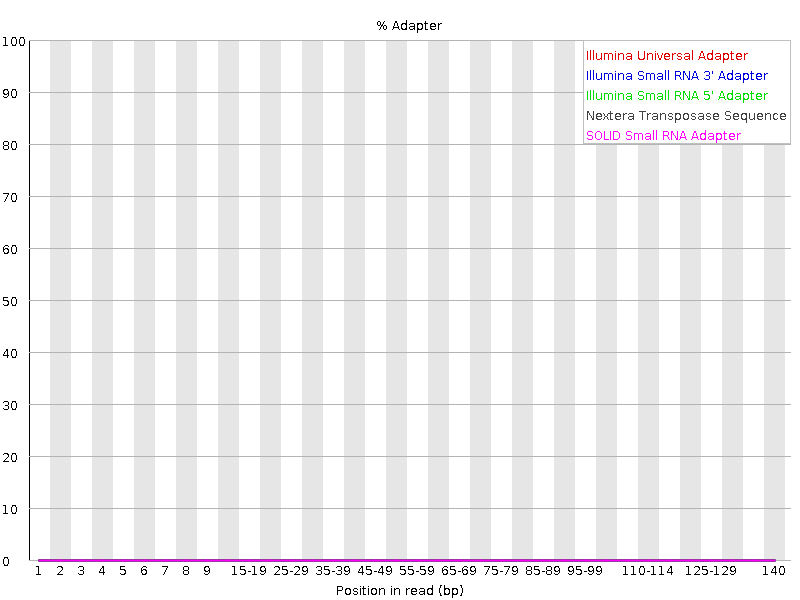 % Adapter
100
90
80
70
60
50
40
30
20
10
0
Illumina Universal Adapter
Illumina Small RNA 3' Adapter
Illumina Small RNA 5' Adapter
Nextera Transposase Sequence
SOLID Small RNA Adapter
1 2 3 4 5 6 7 8 9 15-19 25-29 35-39 45-49 55-59 65-69 75-79 85-89 95-99 110-114 125-129 140
Position in read (bp)